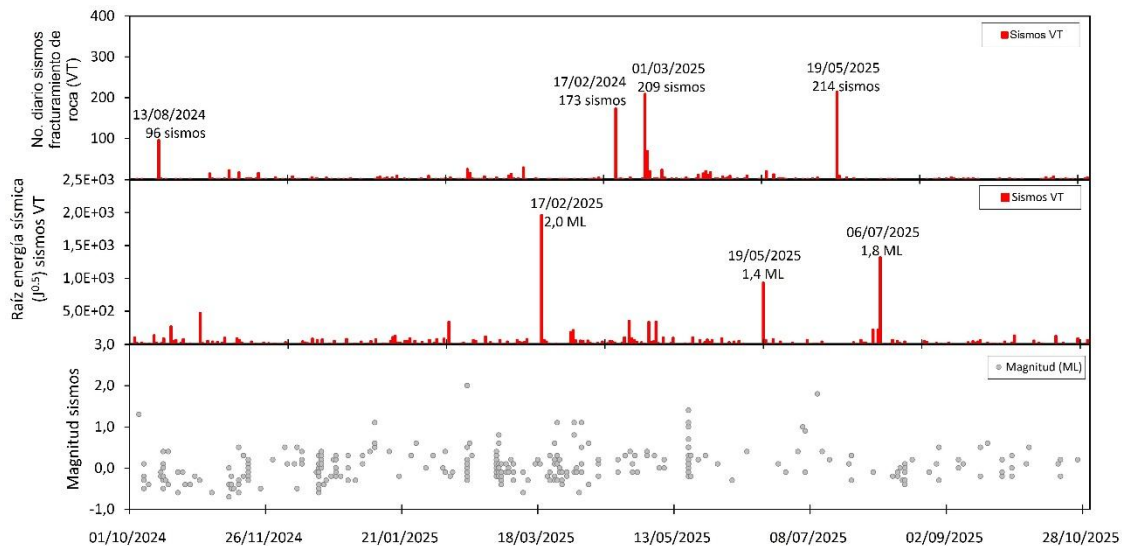 400
300
200
100
No. diario sismos
fracturamiento de
roca (VT)
Sismos VT
13/08/2024
96 sismos
17/02/2024
173 sismos
01/03/2025
209 sismos
19/05/2025
214 sismos
2,5E+03
2,0E+03
1,5E+03
1,0E+03
5,0E+02
Raíz energía sísmica
(J^0.5) sismos VT
Sismos VT
17/02/2025
2,0 ML
19/05/2025
1,4 ML
06/07/2025
1,8 ML
3,0
2,0
1,0
0,0
-1,0
Magnitud sismos
Magnitud (ML)
01/10/2024 26/11/2024 21/01/2025 18/03/2025 13/05/2025 08/07/2025 02/09/2025 28/10/2025